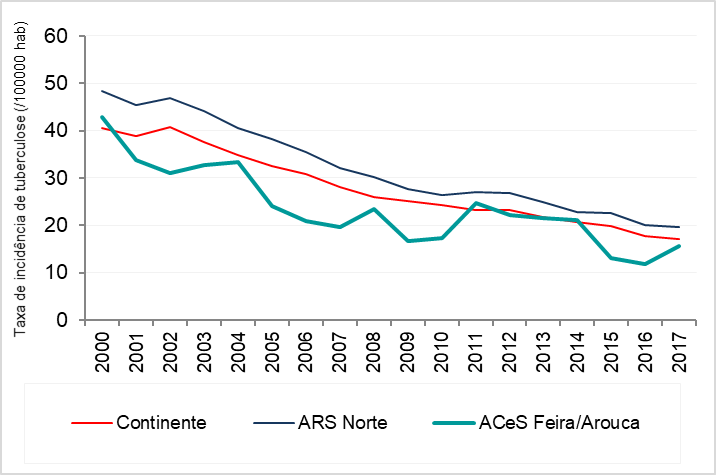 Taxa de incidência de tuberculose (/100000 hab)
60
50
40
30
20
10
0
2000 2001 2002 2003 2004 2005 2006 2007 2008 2009 2010 2011 2012 2013 2014 2015 2016 2017
Continente ARS Norte ACeS Feira/Arouca